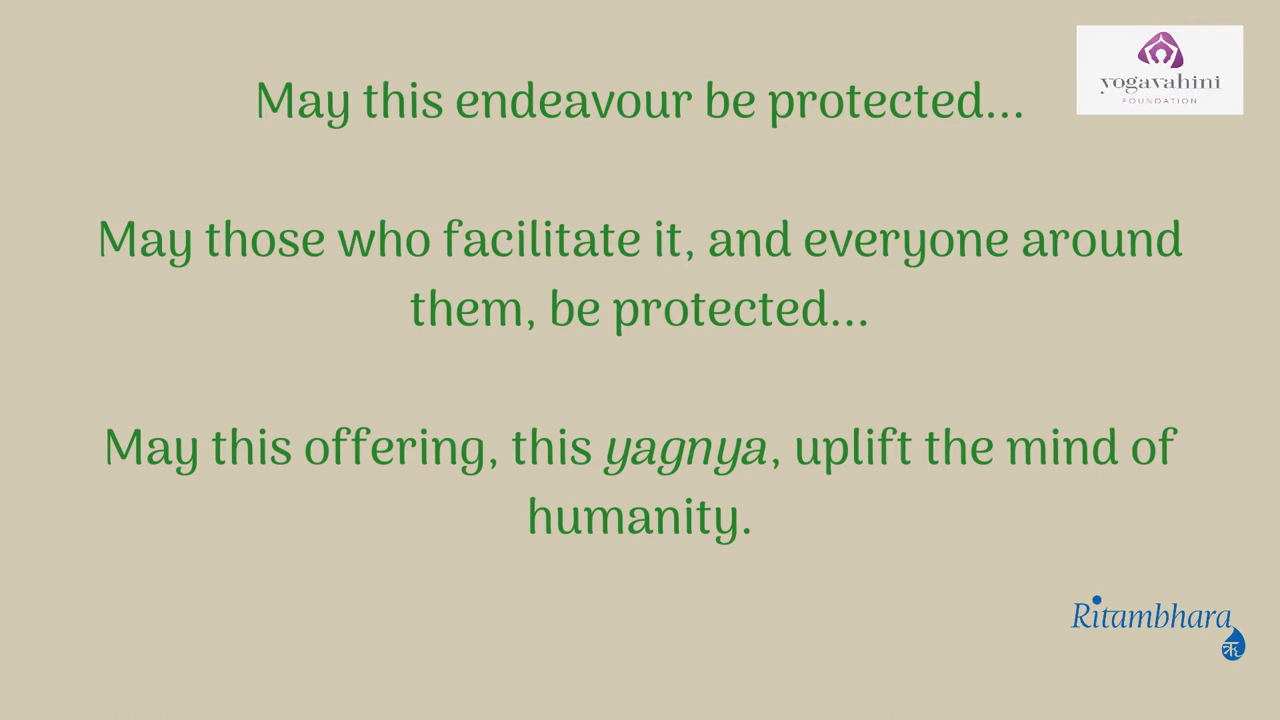 yogavahini
FOUNDATION
May this endeavour be protected...
May those who facilitate it, and everyone around
them, be protected...
May this offering, this yagnya, uplift the mind of
humanity.
Ritambhara
ऋ